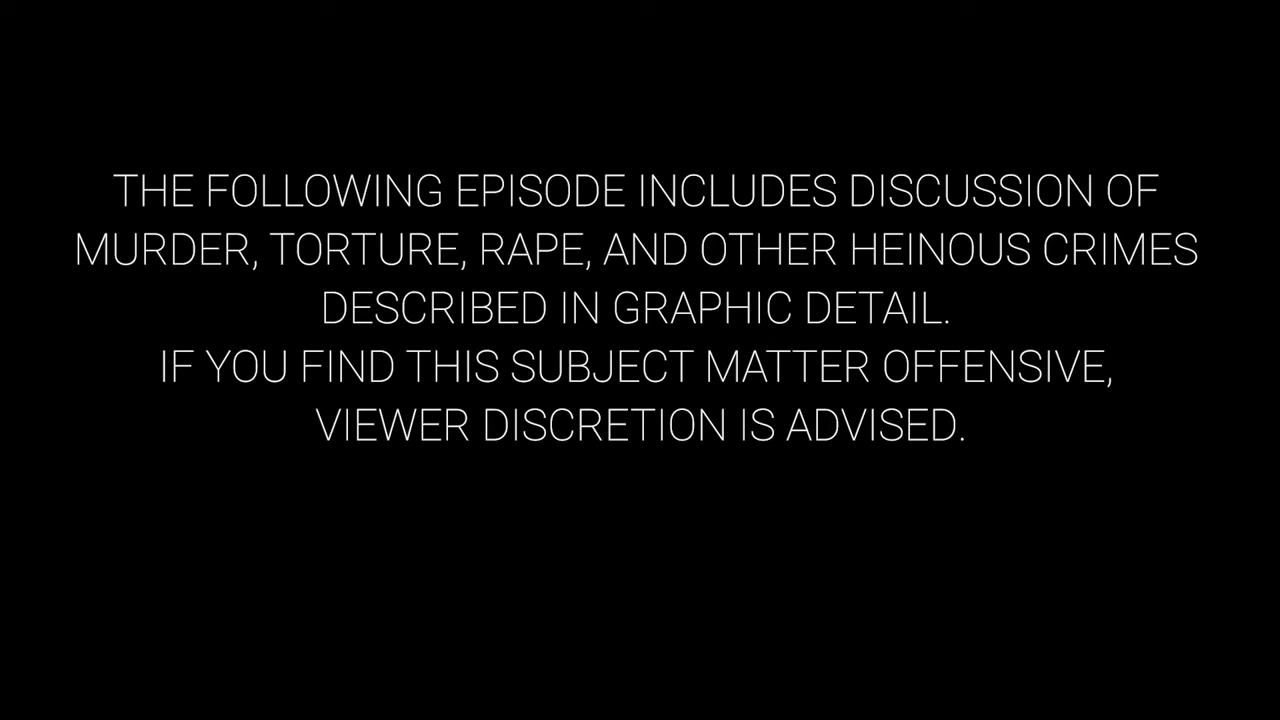 THE FOLLOWING EPISODE INCLUDES DISCUSSION OF
MURDER, TORTURE, RAPE, AND OTHER HEINOUS CRIMES
DESCRIBED IN GRAPHIC DETAIL.
IF YOU FIND THIS SUBJECT MATTER OFFENSIVE,
VIEWER DISCRETION IS ADVISED.